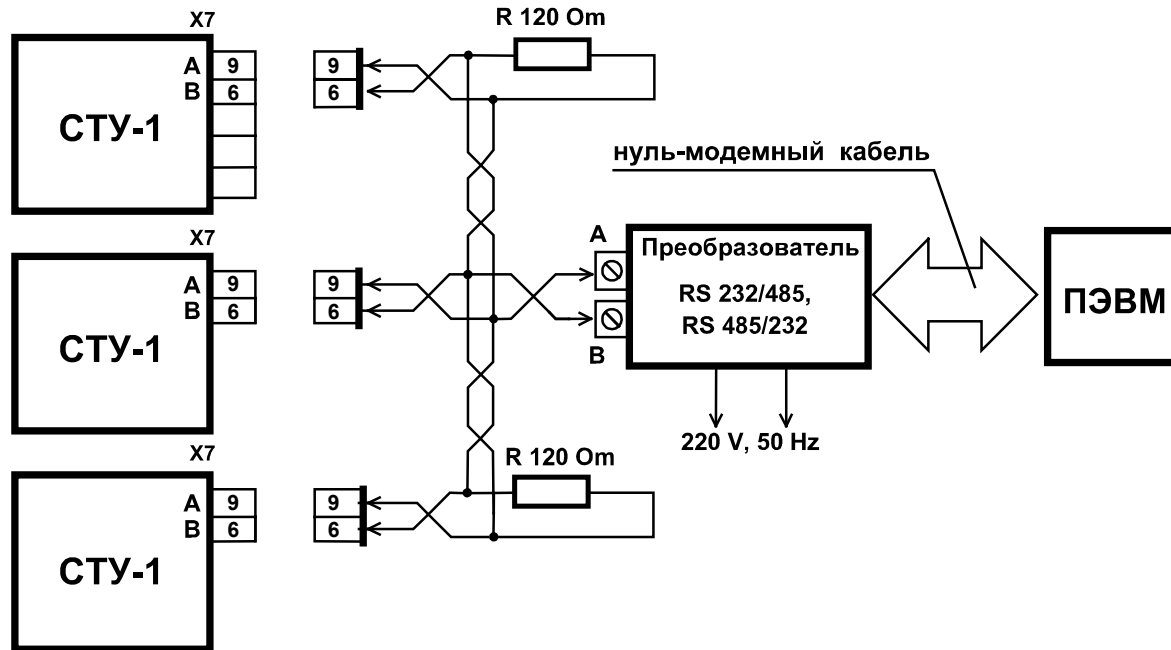 X7
A 9
B 6
СТУ-1
9
6
R 120 Om
нуль-модемный кабель
X7
A 9
B 6
СТУ-1
9
6
A
B
Преобразователь
RS 232/485,
RS 485/232
220 V, 50 Hz
ПЭВМ
X7
A 9
B 6
СТУ-1
9
6
R 120 Om